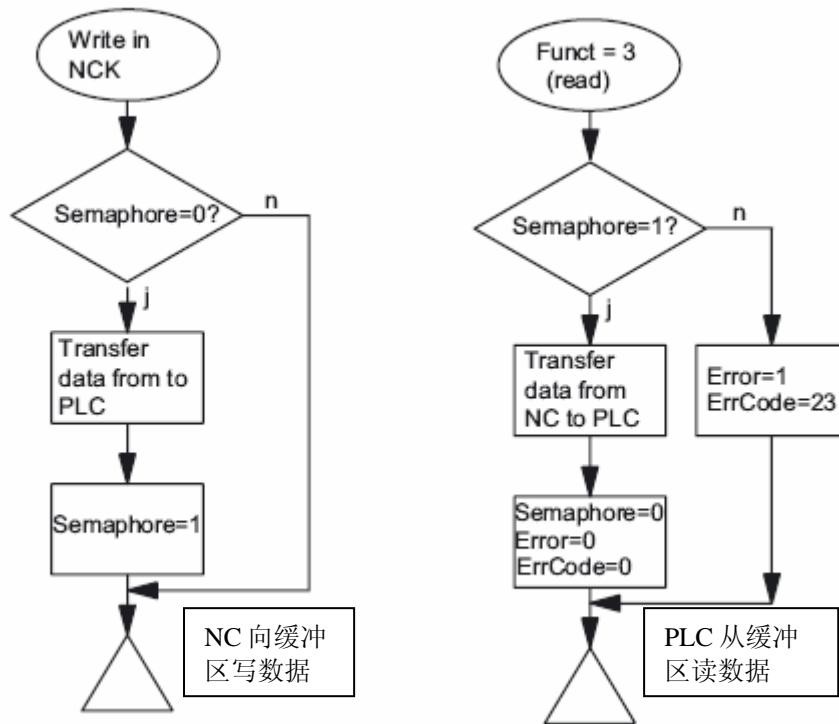 Write in
NCK
Semaphore=0?
n
j
Transfer
data from to
PLC
Semaphore=1
NC 向缓冲
区写数据
Funct = 3
(read)
Semaphore=1?
n
j
Transfer
data from
NC to PLC
Error=1
ErrCode=23
Semaphore=0
Error=0
ErrCode=0
PLC 从缓冲
区读数据